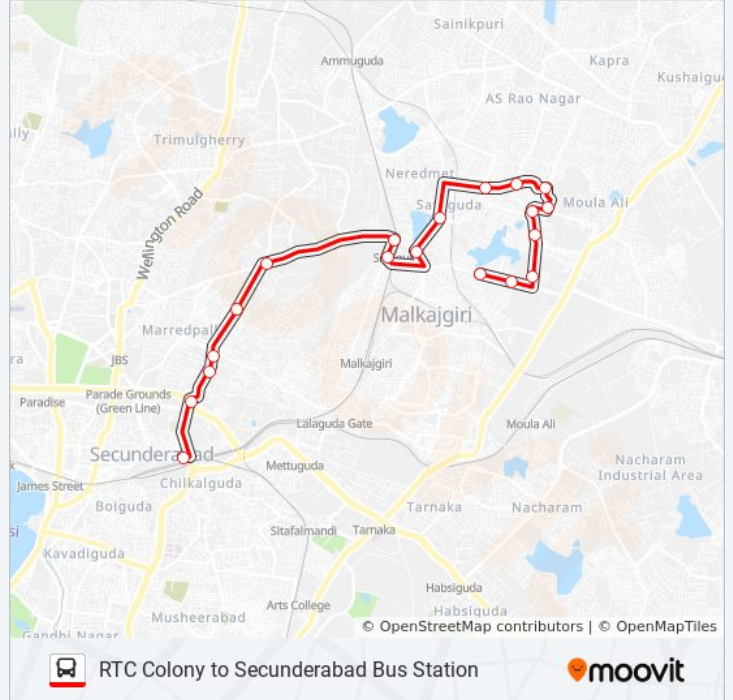 Sainikpuri
Ammuguda
Kapra
Kushaigu
AS Rao Nagar
ally
Trimulgherry
Neredmet
Moula Ali
Wellington Road
Malkajgiri
Marredpall
ra
JBS
Malkajgiri
Paradise
Parade Grounds
(Green Line)
Lalaguda Gate
Moula Ali
Secunderabad
Mettuguda
Nacharam
Industrial Area
James Street
Chilkalguda
Boiguda
Tarnaka
Nacharam
Sitafalmandi
Tarnaka
Kavadiguda
Habsiguda
Arts College
Habsiguda
Musheerabad
Gandhi Nagar
© OpenStreetMap contributors | © OpenMapTiles
RTC Colony to Secunderabad Bus Station
moovit